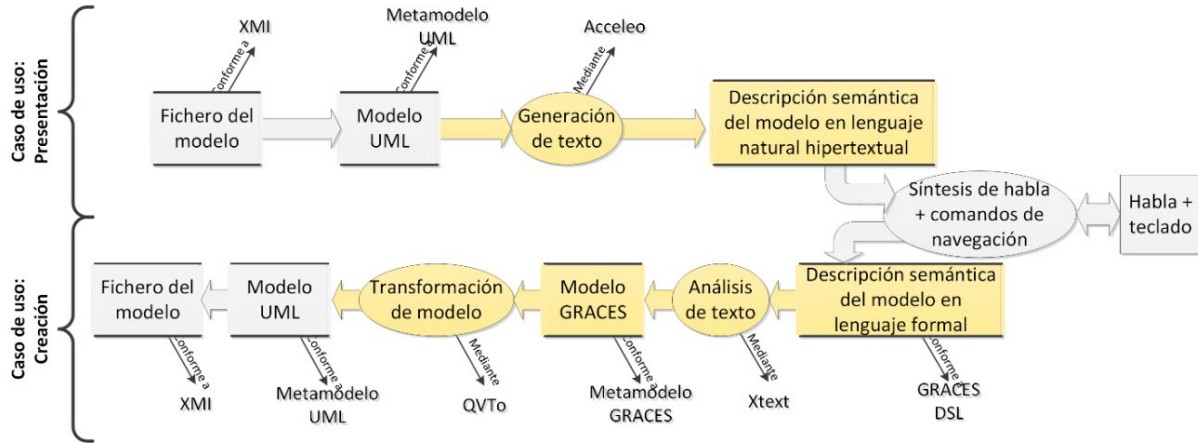 Caso de uso:
Presentación
XMI
Metamodelo
UML
Acceleo
Conforme a
Conforme a
Mediante
Fichero del
modelo
Modelo
UML
Generación
de texto
Descripción semántica
del modelo en lenguaje
natural hipertextual
Síntesis de habla
+ comandos de
navegación
Habla +
teclado
Caso de uso:
Creación
Fichero del
modelo
Modelo
UML
Transformación
de modelo
Modelo
GRACES
Análisis
de texto
Descripción semántica
del modelo en
lenguaje formal
Conforme a
Conforme a
Mediante
Conforme a
Mediante
Conforme a
XMI
Metamodelo
UML
QVTo
Metamodelo
GRACES
Xtext
GRACES
DSL